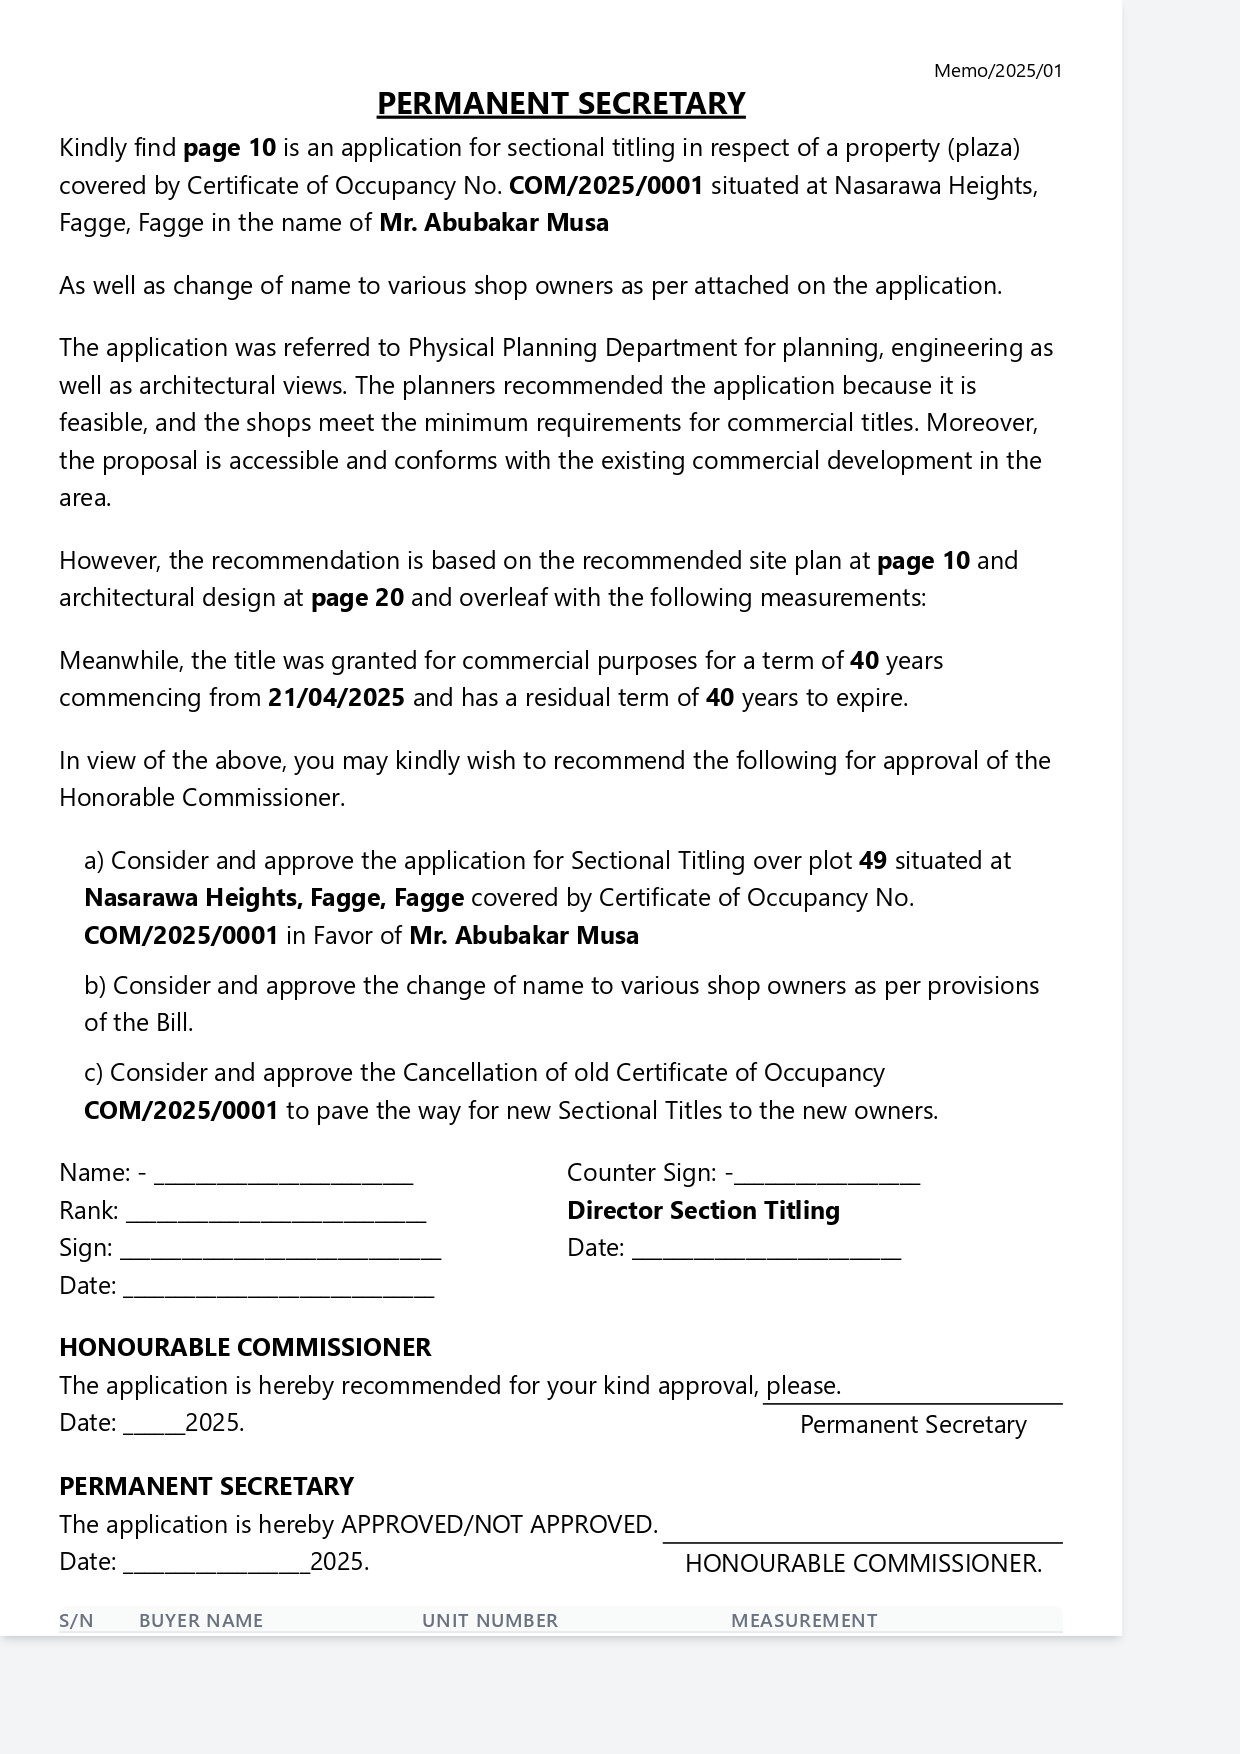 Memo/2025/01
PERMANENT SECRETARY
Kindly find page 10 is an application for sectional titling in respect of a property (plaza)
covered by Certificate of Occupancy No. COM/2025/0001 situated at Nasarawa Heights,
Fagge, Fagge in the name of Mr. Abubakar Musa
As well as change of name to various shop owners as per attached on the application.
The application was referred to Physical Planning Department for planning, engineering as
well as architectural views. The planners recommended the application because it is
feasible, and the shops meet the minimum requirements for commercial titles. Moreover,
the proposal is accessible and conforms with the existing commercial development in the
area.
However, the recommendation is based on the recommended site plan at page 10 and
architectural design at page 20 and overleaf with the following measurements:
Meanwhile, the title was granted for commercial purposes for a term of 40 years
commencing from 21/04/2025 and has a residual term of 40 years to expire.
In view of the above, you may kindly wish to recommend the following for approval of the
Honorable Commissioner.
a) Consider and approve the application for Sectional Titling over plot 49 situated at
Nasarawa Heights, Fagge, Fagge covered by Certificate of Occupancy No.
COM/2025/0001 in Favor of Mr. Abubakar Musa
b) Consider and approve the change of name to various shop owners as per provisions
of the Bill.
c) Consider and approve the Cancellation of old Certificate of Occupancy
COM/2025/0001 to pave the way for new Sectional Titles to the new owners.
Name: - _________________________
Rank: _____________________________
Sign: _______________________________
Date: ______________________________
Counter Sign: -__________________
Director Section Titling
Date: __________________________
HONOURABLE COMMISSIONER
The application is hereby recommended for your kind approval, please.
Date: ______2025.
Permanent Secretary
PERMANENT SECRETARY
The application is hereby APPROVED/NOT APPROVED.
Date: __________________2025.
HONOURABLE COMMISSIONER.
S/N BUYER NAME UNIT NUMBER MEASUREMENT